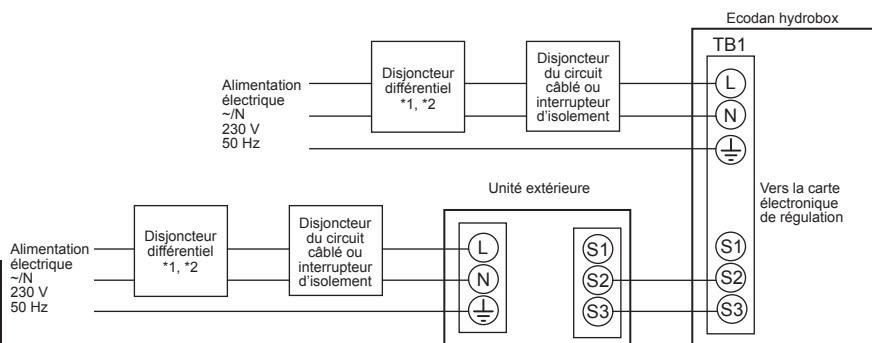 Ecodan hydrobox
TB1
Disjoncteur
différentiel
*1, *2
Disjoncteur
du circuit
câblé ou
interrupteur
d'isolement
Alimentation
électrique
~/N
230 V
50 Hz
L
N
Vers la carte
électronique
de régulation
Unité extérieure
Disjoncteur
différentiel
*1, *2
Disjoncteur
du circuit
câblé ou
interrupteur
d'isolement
Alimentation
électrique
~/N
230 V
50 Hz
L
N
S1
S2
S3
S1
S2
S3